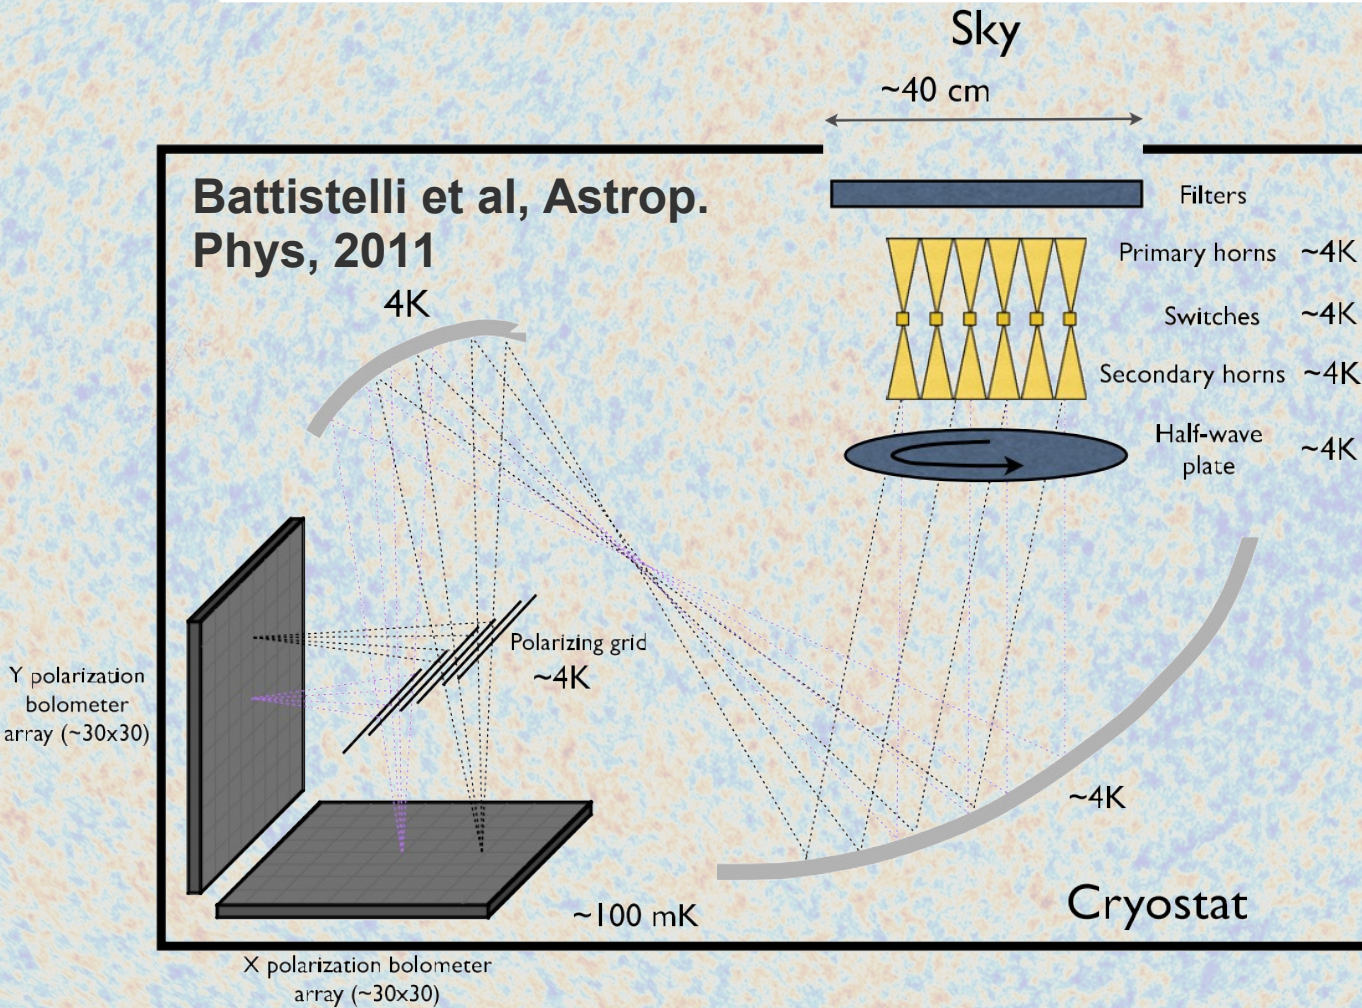 Sky
~40 cm
Battistelli et al, Astrop.
Phys, 2011
Filters
Primary horns ~4K
4K
Switches ~4K
Secondary horns ~4K
Half-wave
plate
~4K
Polarizing grid
~4K
Y polarization
bolometer
array (~30x30)
~4K
~100 mK
Cryostat
X polarization bolometer
array (~30x30)